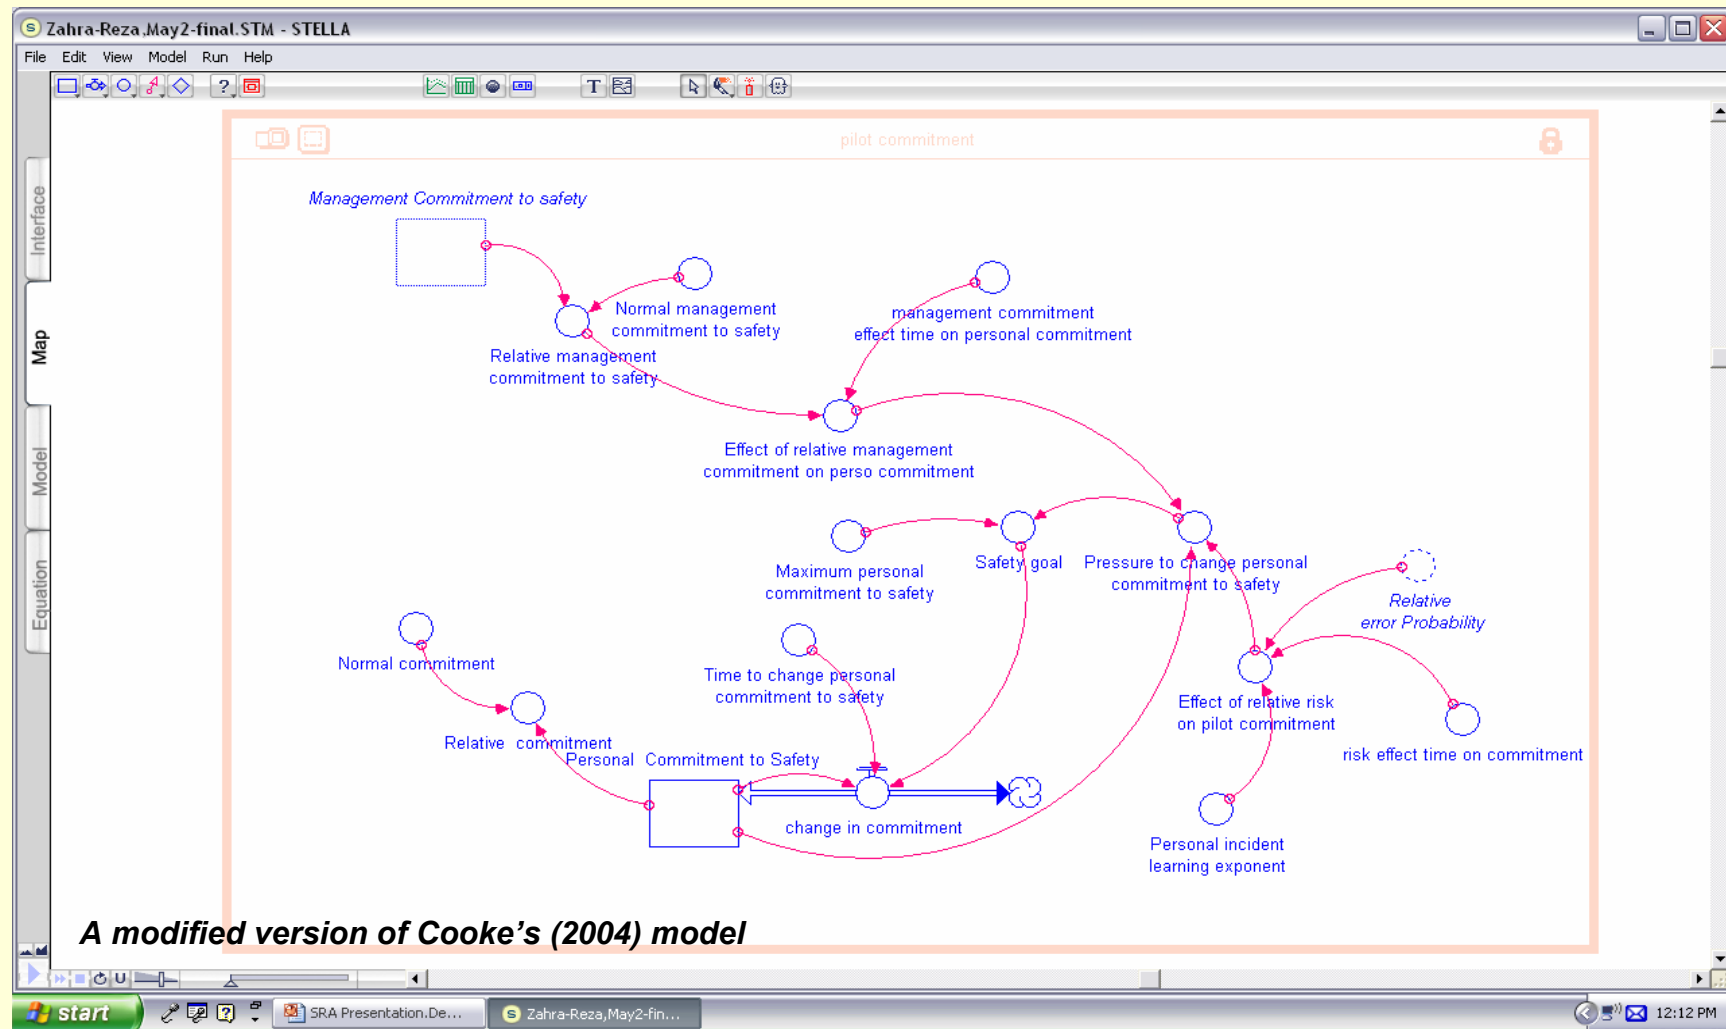 Zahra-Reza,May2-final.STM - STELLA
File Edit View Model Run Help
T
?
pilot commitment
Interface
Map
Model
Equation
Management Commitment to safety
Normal management
commitment to safety
management commitment
effect time on personal commitment
Relative management
commitment to safety
Effect of relative management
commitment on perso commitment
Maximum personal
commitment to safety
Safety goal
Pressure to change personal
commitment to safety
Relative
error Probability
Normal commitment
Time to change personal
commitment to safety
Effect of relative risk
on pilot commitment
Relative commitment
Personal Commitment to Safety
risk effect time on commitment
change in commitment
Personal incident
learning exponent
A modified version of Cooke's (2004) model
U
start
SRA Presentation.De...
Zahra-Reza,May2-fin...
12:12 PM